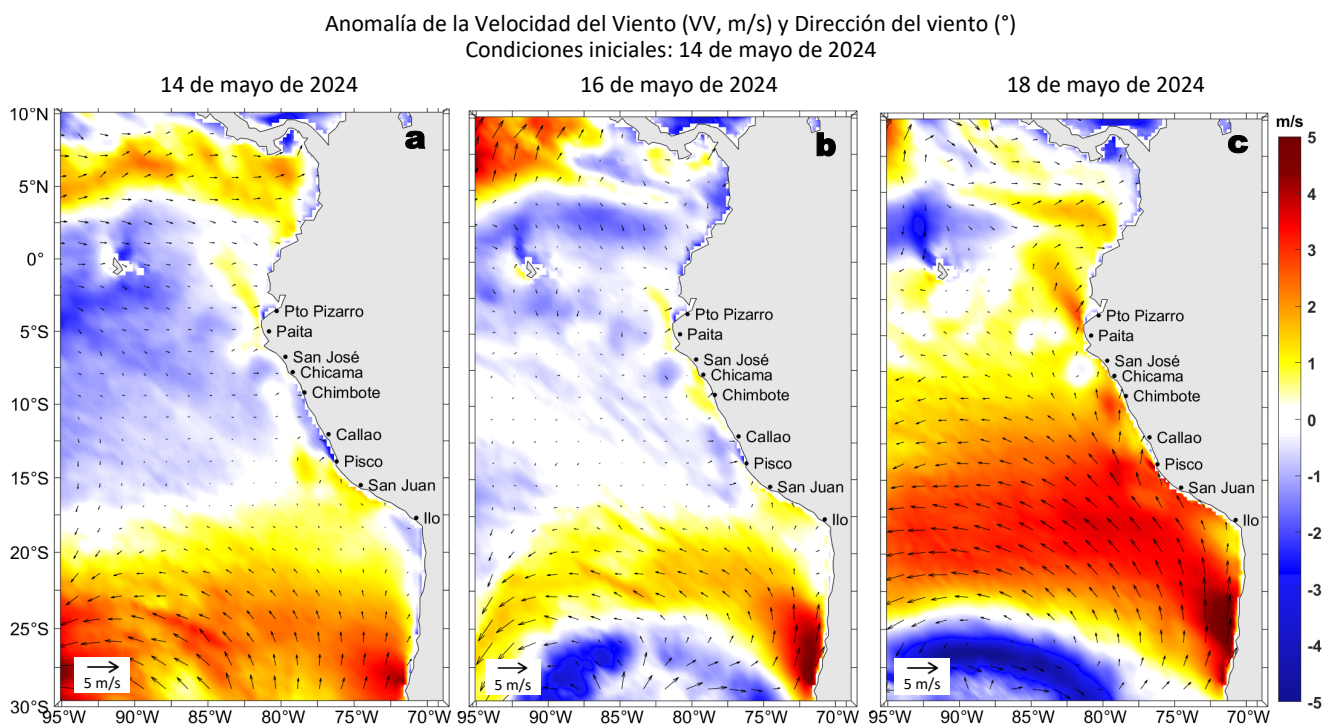 Anomalía de la Velocidad del Viento (VV, m/s) y Dirección del viento (°)
Condiciones iniciales: 14 de mayo de 2024
14 de mayo de 2024
16 de mayo de 2024
18 de mayo de 2024
10°N
5°N
0°
5°S
10°S
15°S
20°S
25°S
30°S
a
Pto Pizarro
Paita
San José
Chicama
Chimbote
Callao
Pisco
San Juan
Ilo
5 m/s
95°W
90°W
85°W
80°W
75°W
70°W
b
Pto Pizarro
Paita
San José
Chicama
Chimbote
Callao
Pisco
San Juan
Ilo
5 m/s
95°W
90°W
85°W
80°W
75°W
70°W
c
Pto Pizarro
Paita
San José
Chicama
Chimbote
Callao
Pisco
San Juan
Ilo
5 m/s
95°W
90°W
85°W
80°W
75°W
70°W
m/s
5
4
3
2
1
0
-1
-2
-3
-4
-5